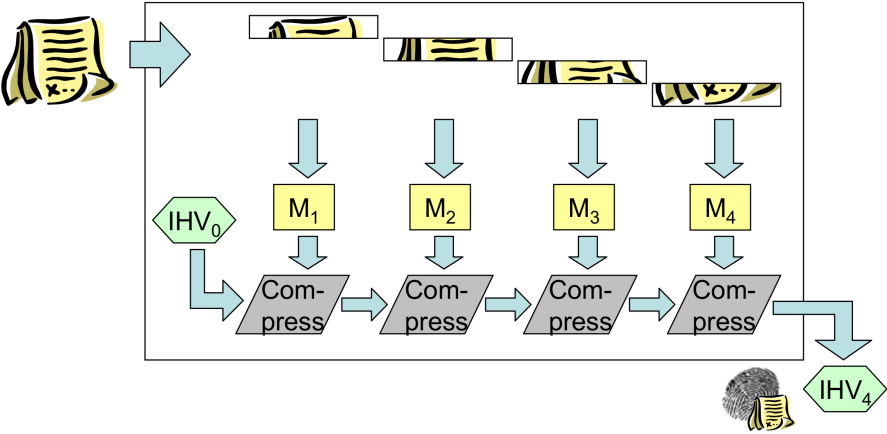 M1
M2
M3
M4
IHV0
Com-
press
Com-
press
Com-
press
Com-
press
IHV4